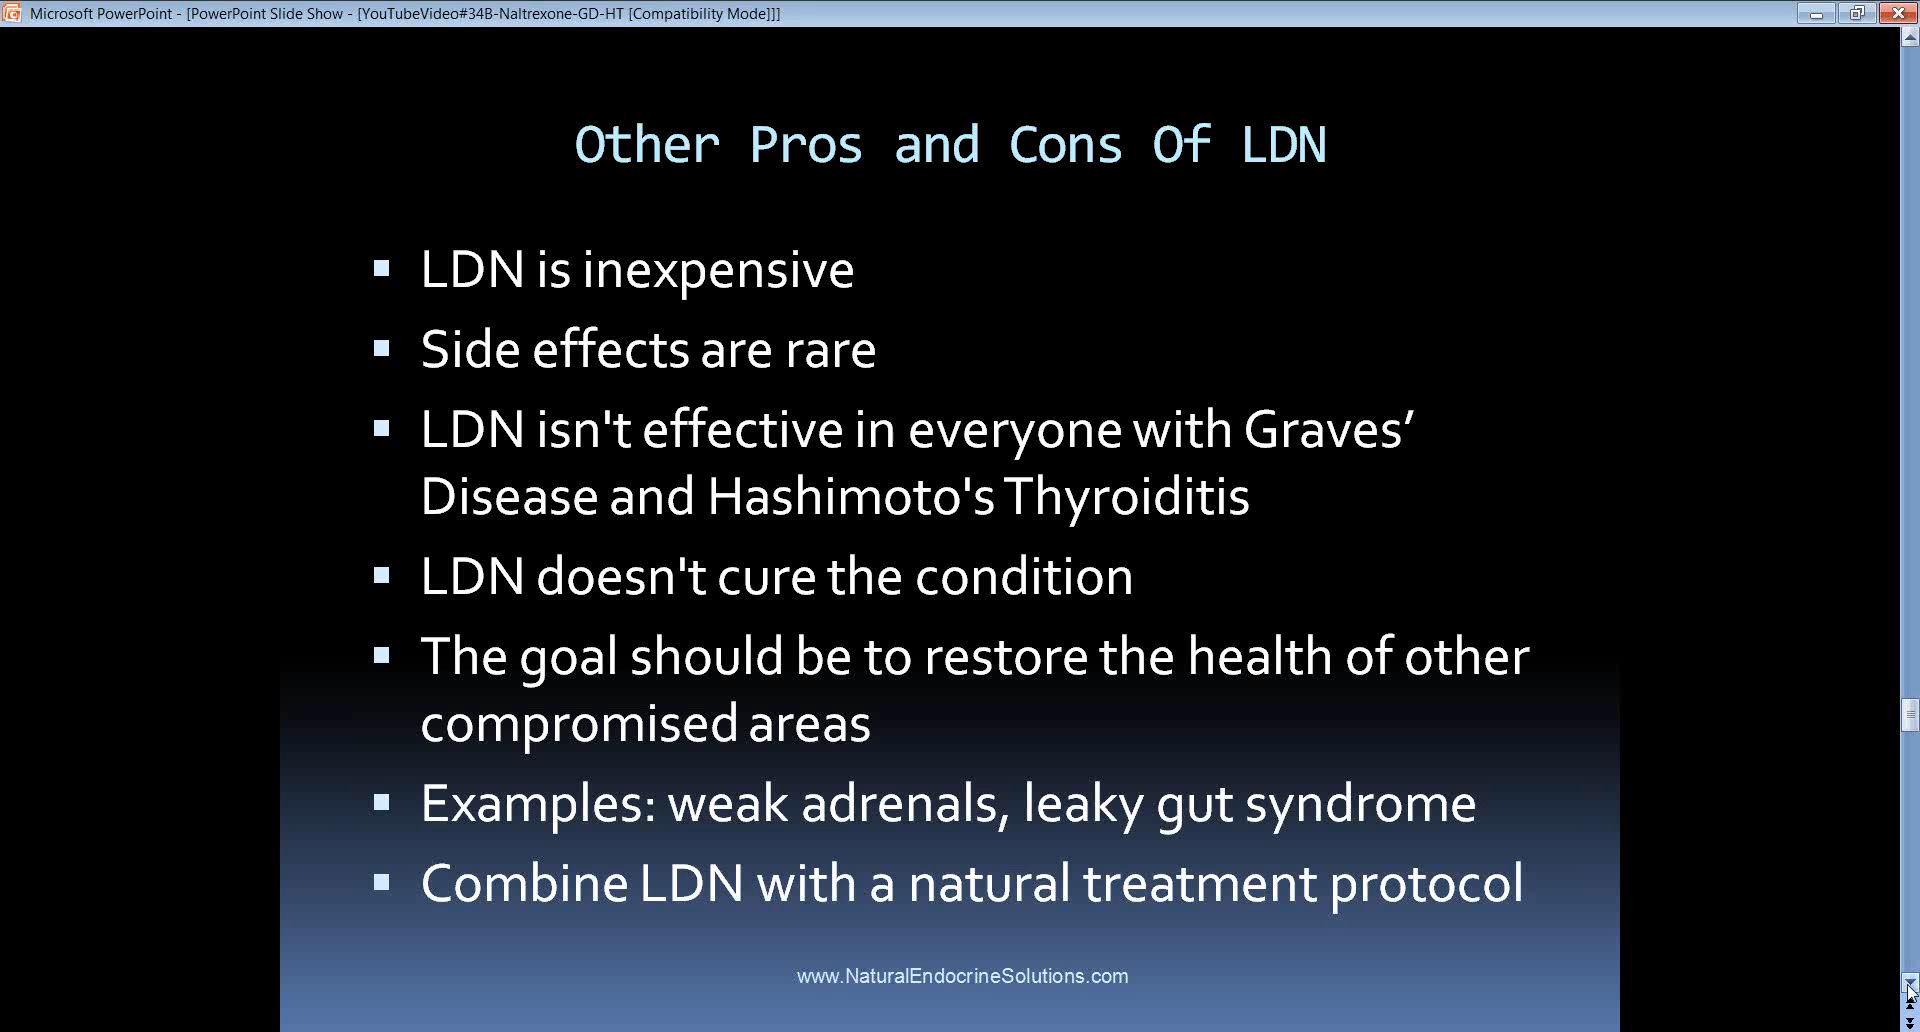 Microsoft PowerPoint - [PowerPoint Slide Show - [YouTubeVideo#34B-Naltrexone-GD-HT [Compatibility Mode]]]
Other Pros and Cons Of LDN
▪ LDN is inexpensive
▪ Side effects are rare
▪ LDN isn't effective in everyone with Graves’
Disease and Hashimoto's Thyroiditis
▪ LDN doesn't cure the condition
▪ The goal should be to restore the health of other
compromised areas
▪ Examples: weak adrenals, leaky gut syndrome
▪ Combine LDN with a natural treatment protocol
www.NaturalEndocrineSolutions.com